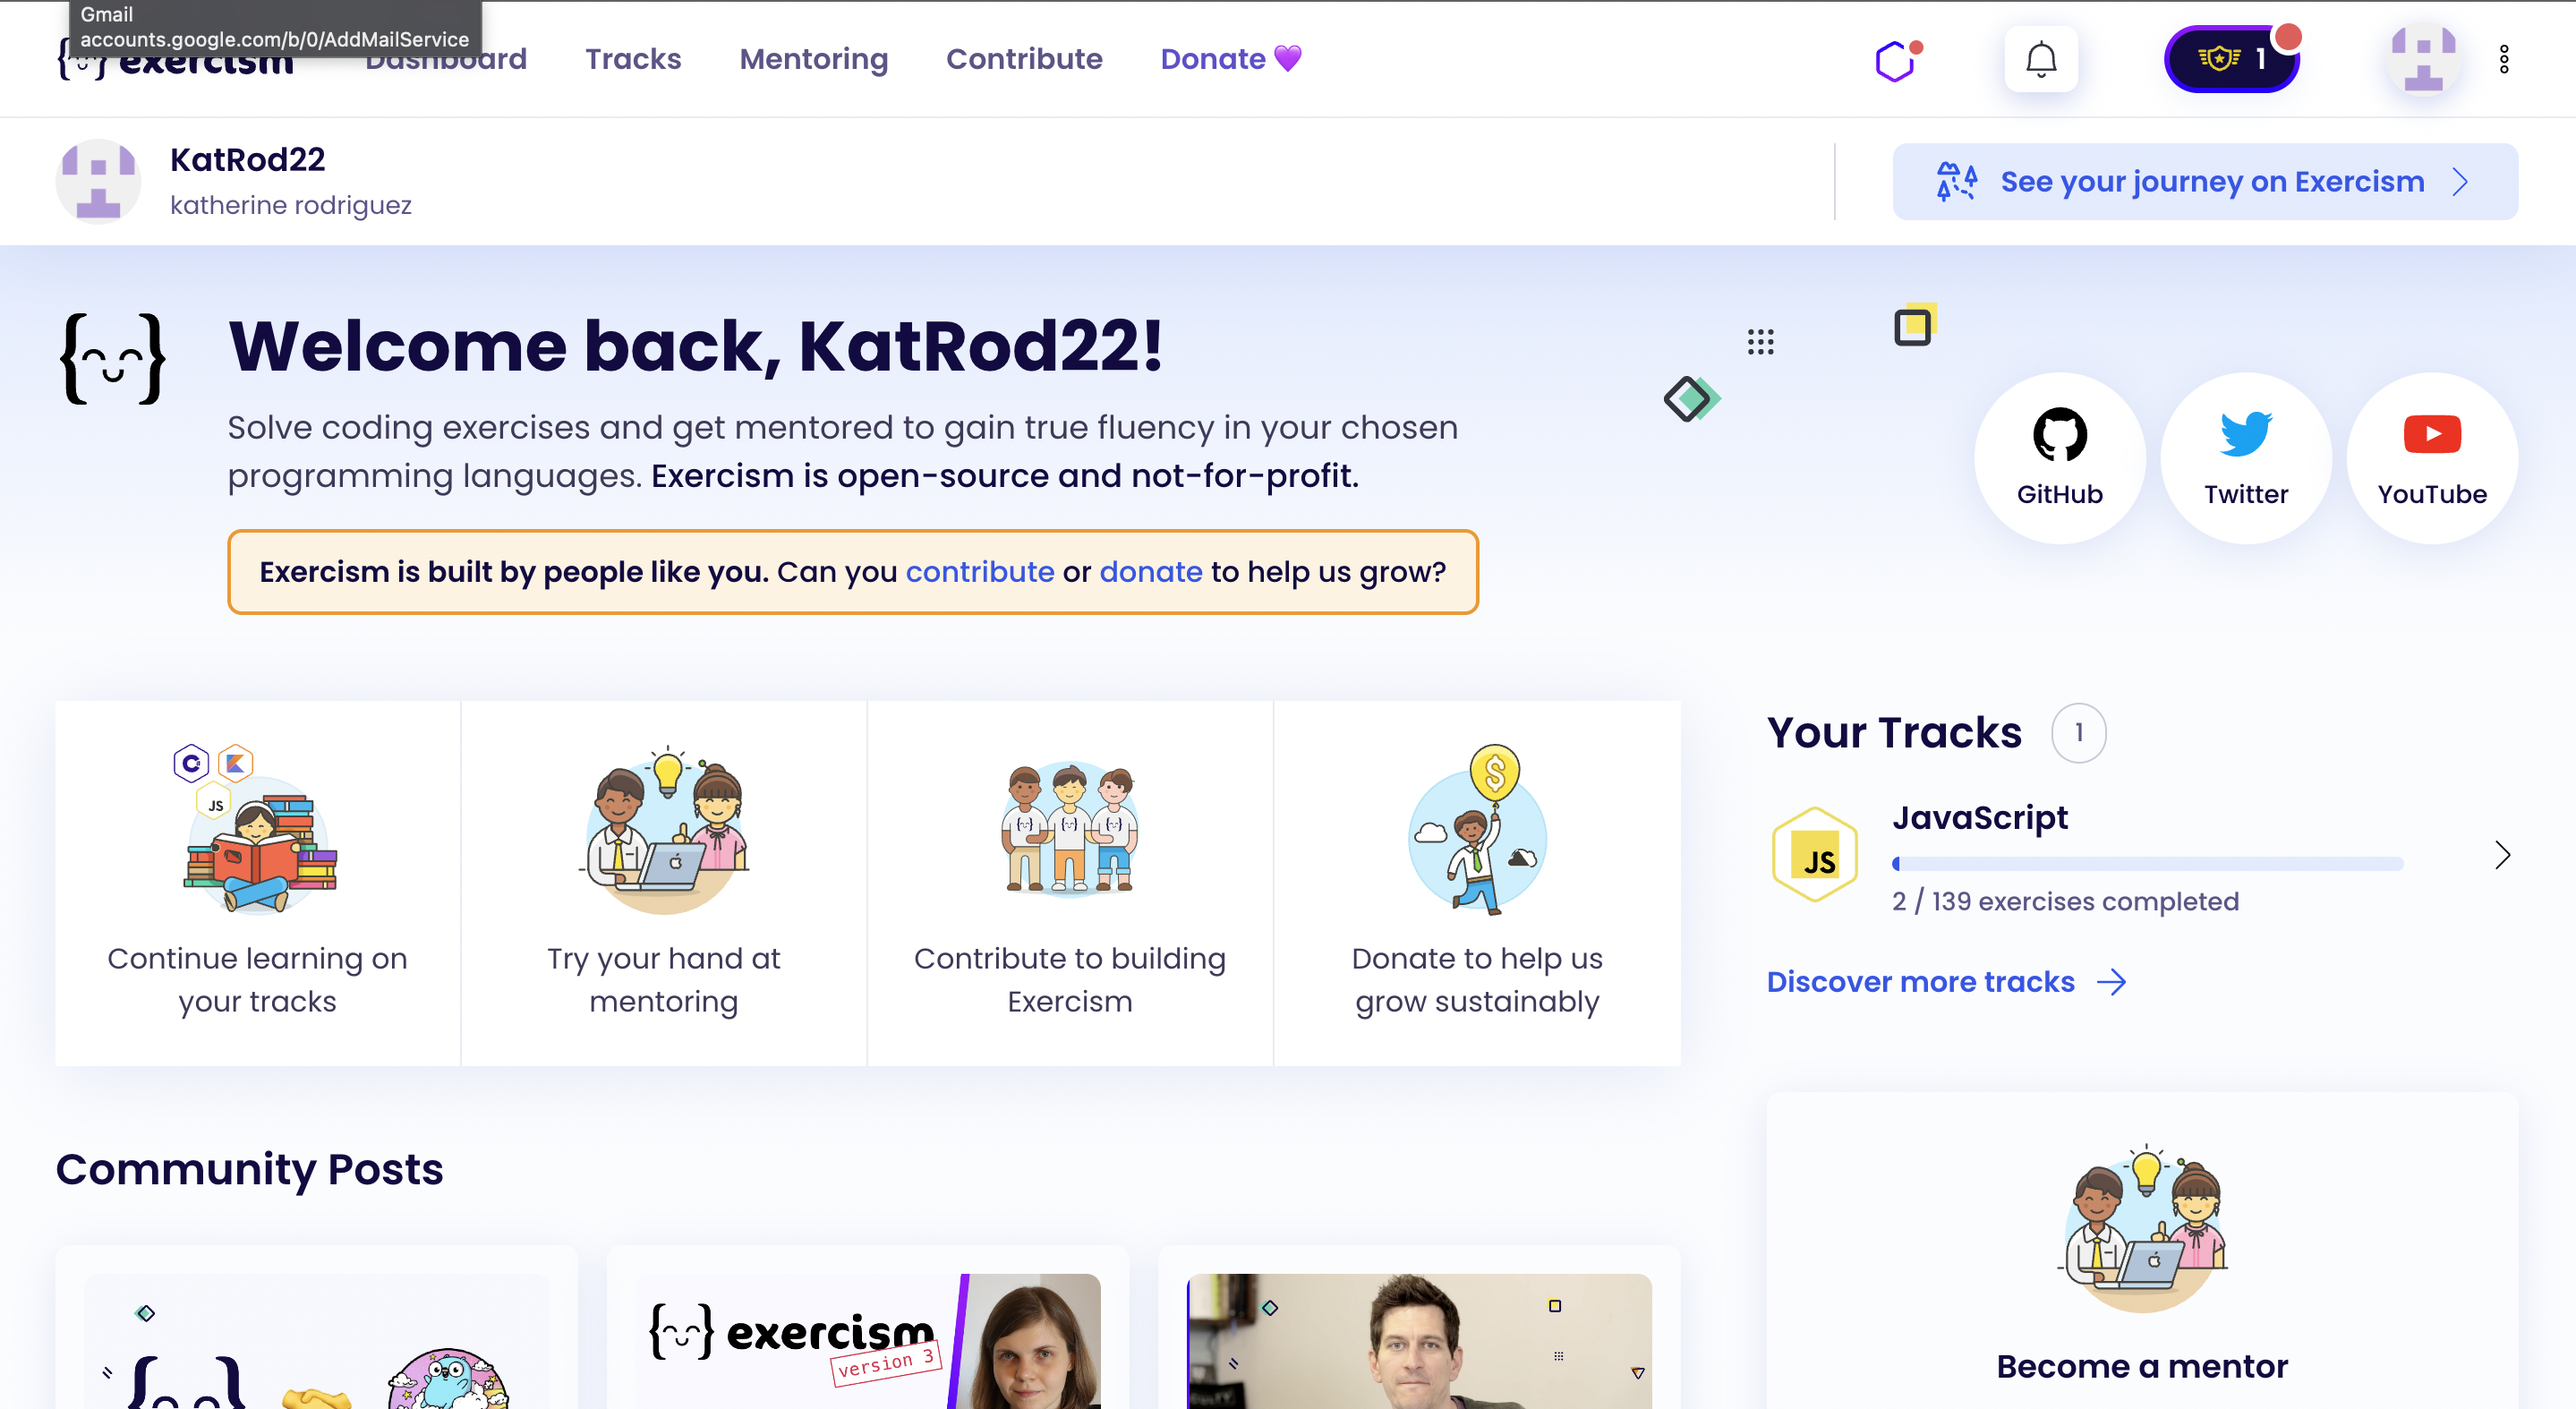 Gmail
accounts.google.com/b/0/AddMailService
exercism
Dashboard
Tracks
Mentoring
Contribute
Donate 💜
1
KatRod22
katherine rodriguez
See your journey on Exercism
Welcome back, KatRod22!
Solve coding exercises and get mentored to gain true fluency in your chosen
programming languages. Exercism is open-source and not-for-profit.
Exercism is built by people like you. Can you contribute or donate to help us grow?
GitHub
Twitter
YouTube
C
JS
Continue learning on
your tracks
Try your hand at
mentoring
Contribute to building
Exercism
$
Donate to help us
grow sustainably
Your Tracks
1
JS
JavaScript
2 / 139 exercises completed
Discover more tracks
Community Posts
exercism
version 3
Become a mentor